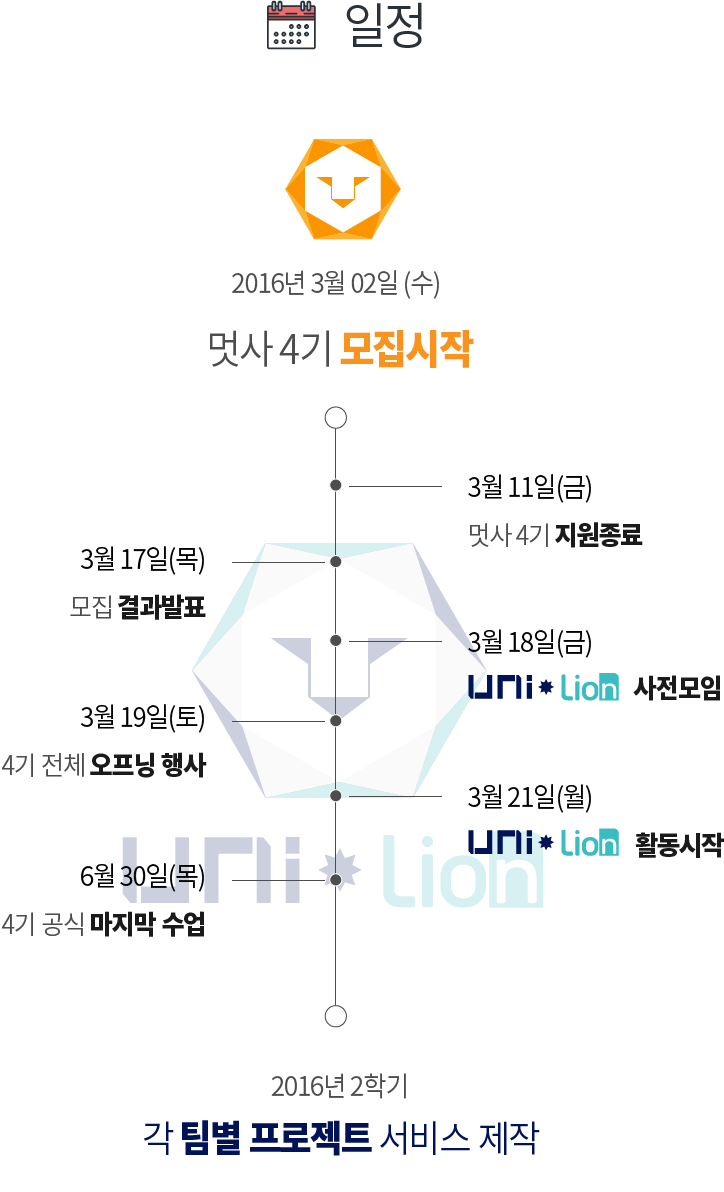 일정
2016년 3월 02일 (수)
멋사 4기 모집시작
3월 11일(금)
멋사 4기 지원종료
3월 17일(목)
모집 결과발표
3월 18일(금)
UNI Lion 사전모임
3월 19일(토)
4기 전체 오프닝 행사
3월 21일(월)
UNI Lion 활동시작
UNI Lion
6월 30일(목)
4기 공식 마지막 수업
2016년 2학기
각 팀별 프로젝트 서비스 제작